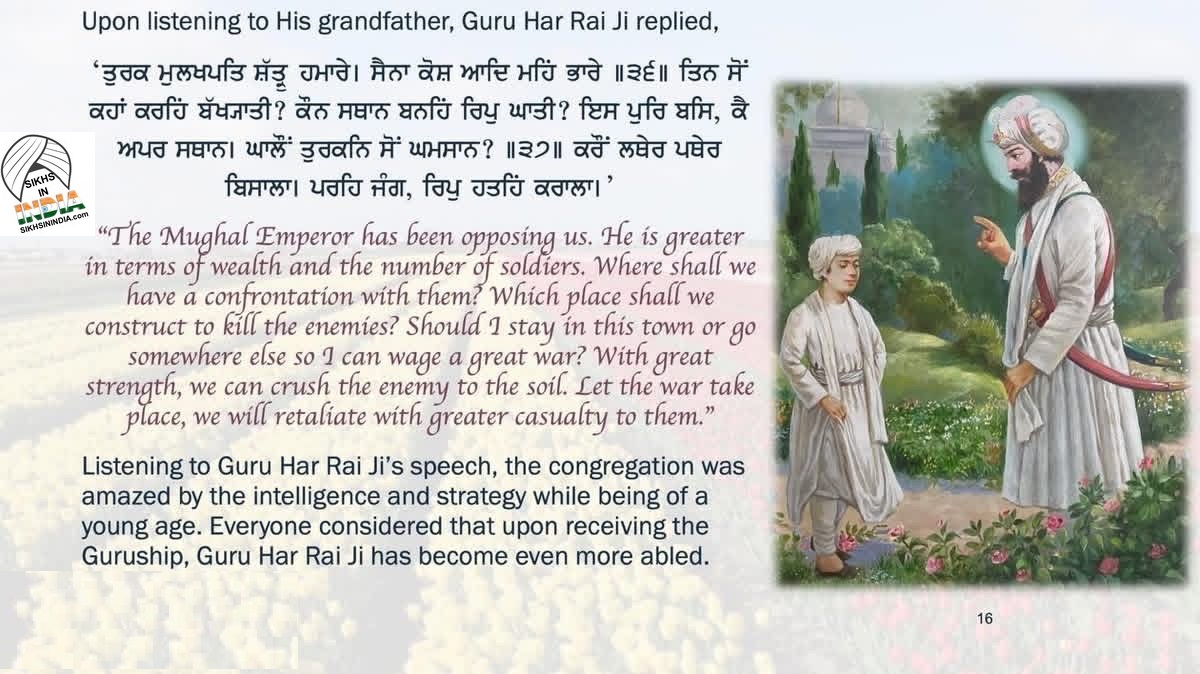 Upon listening to His grandfather, Guru Har Rai Ji replied,
‘ਤੁਰਕ ਮੁਲਖਪਤਿ ਸ਼ੱਤ੍ਰੂ ਹਮਾਰੇ। ਸੈਨਾ ਕੋਸ਼ ਆਦਿ ਮਹਿਂ ਭਾਰੇ ॥੩੬॥ ਤਿਨ ਸੋਂ
ਕਹਾਂ ਕਰਹਿਂ ਬੱਖ੍ਯਾਤੀ? ਕੌਨ ਸਥਾਨ ਬਨਹਿਂ ਰਿਪੁ ਘਾਤੀ? ਇਸ ਪੁਰਿ ਬਸਿ, ਕੈ
ਅਪਰ ਸਥਾਨ। ਘਾਲੌਂ ਤੁਰਕਨਿ ਸੋਂ ਘਮਸਾਨ? ॥੩੭॥ ਕਰੌਂ ਲਥੇਰ ਪਥੇਰ
ਬਿਸਾਲਾ। ਪਰਹਿ ਜੰਗ, ਰਿਪੁ ਹਤਹਿਂ ਕਰਾਲਾ।’
SIKHS
IN
INDIA
SIKHSININDIA.com
“The Mughal Emperor has been opposing us. He is greater
in terms of wealth and the number of soldiers. Where shall we
have a confrontation with them? Which place shall we
construct to kill the enemies? Should I stay in this town or go
somewhere else so I can wage a great war? With great
strength, we can crush the enemy to the soil. Let the war take
place, we will retaliate with greater casualty to them.”
Listening to Guru Har Rai Ji’s speech, the congregation was
amazed by the intelligence and strategy while being of a
young age. Everyone considered that upon receiving the
Guruship, Guru Har Rai Ji has become even more abled.
16